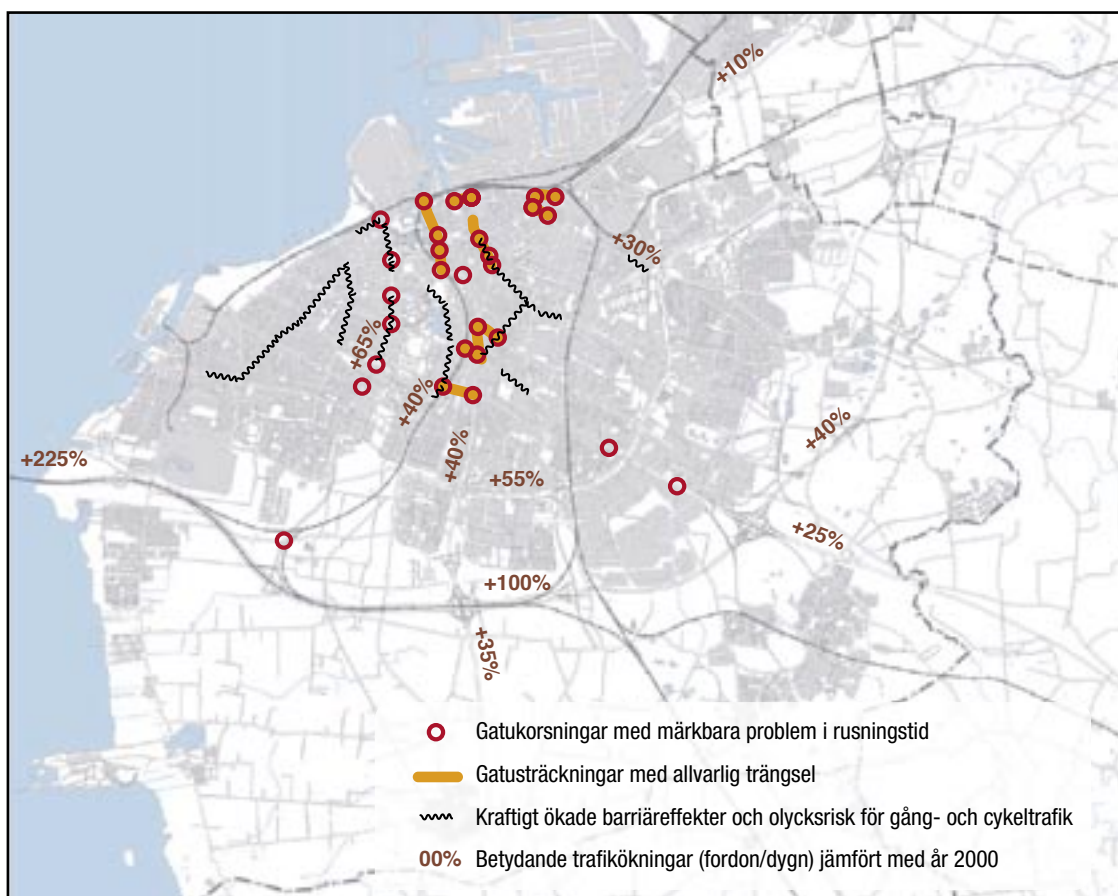 +10%
+30%
+65%
+40%
+40%
+40%
+225%
+55%
+25%
+100%
+35%
Gatukorsningar med märkbara problem i rusningstid
Gatusträckningar med allvarlig trängsel
Kraftigt ökade barriäreffekter och olycksrisk för gång- och cykeltrafik
00% Betydande trafikökningar (fordon/dygn) jämfört med år 2000